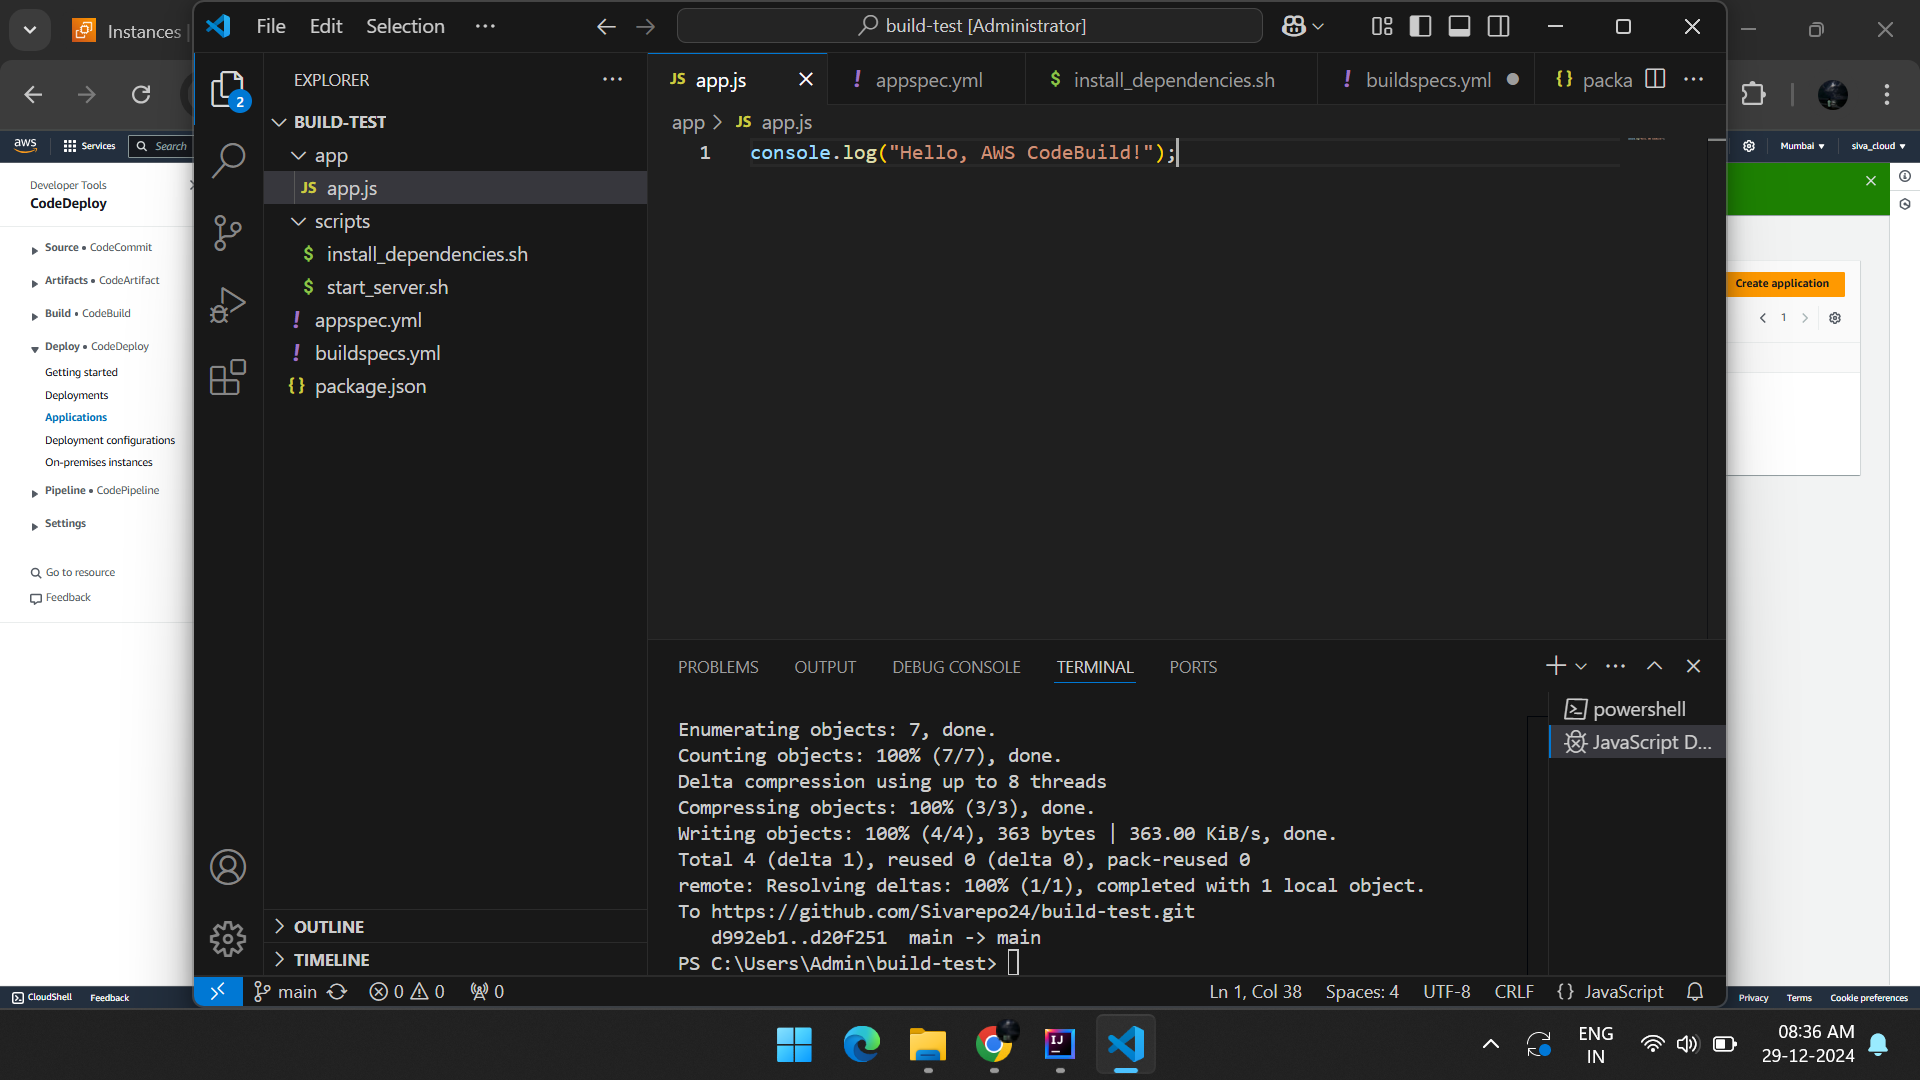 Instances
File Edit Selection ···
build-test [Administrator]
aws
Services
Search
Mumbai
siva_cloud
Developer Tools
CodeDeploy
Source • CodeCommit
Artifacts • CodeArtifact
Build • CodeBuild
Deploy • CodeDeploy
Getting started
Deployments
Applications
Deployment configurations
On-premises instances
Pipeline • CodePipeline
Settings
Go to resource
Feedback
CloudShell Feedback
2
EXPLORER
BUILD-TEST
app
JS app.js
scripts
$ install_dependencies.sh
$ start_server.sh
! appspec.yml
! buildspecs.yml
{} package.json
OUTLINE
TIMELINE
JS app.js
! appspec.yml
$ install_dependencies.sh
! buildspecs.yml
{} packa
app > JS app.js
1 console.log("Hello, AWS CodeBuild!");
PROBLEMS OUTPUT DEBUG CONSOLE TERMINAL PORTS
powershell
JavaScript D...
Enumerating objects: 7, done.
Counting objects: 100% (7/7), done.
Delta compression using up to 8 threads
Compressing objects: 100% (3/3), done.
Writing objects: 100% (4/4), 363 bytes | 363.00 KiB/s, done.
Total 4 (delta 1), reused 0 (delta 0), pack-reused 0
remote: Resolving deltas: 100% (1/1), completed with 1 local object.
To https://github.com/Sivarepo24/build-test.git
d992eb1..d20f251 main -> main
PS C:\Users\Admin\build-test>
main 0 0 0
Ln 1, Col 38 Spaces: 4 UTF-8 CRLF {} JavaScript
Create application
1
Privacy Terms Cookie preferences
IJ
ENG
IN
08:36 AM
29-12-2024